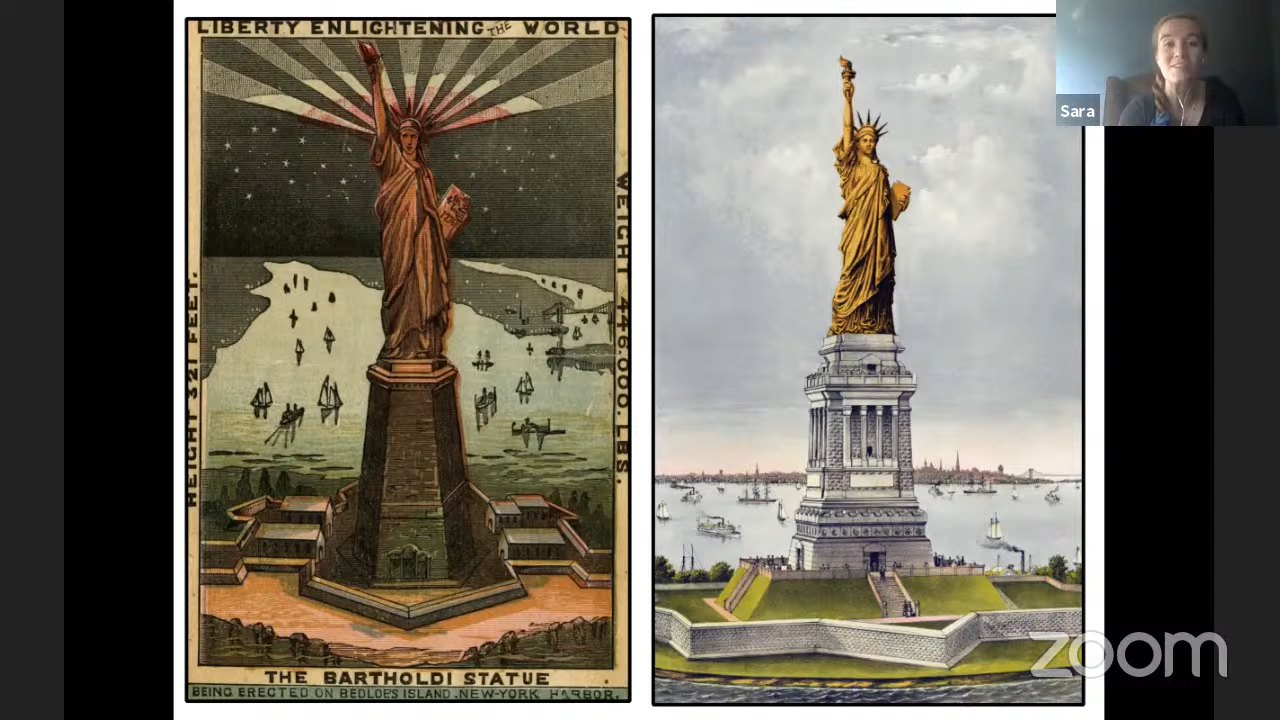 LIBERTY ENLIGHTENING THE WORLD
HEIGHT 321 FEET.
WEIGHT 446.000. LBS.
THE BARTHOLDI STATUE
BEING ERECTED ON BEDLOE'S ISLAND. NEW-YORK HARBOR.
Sara
zoom